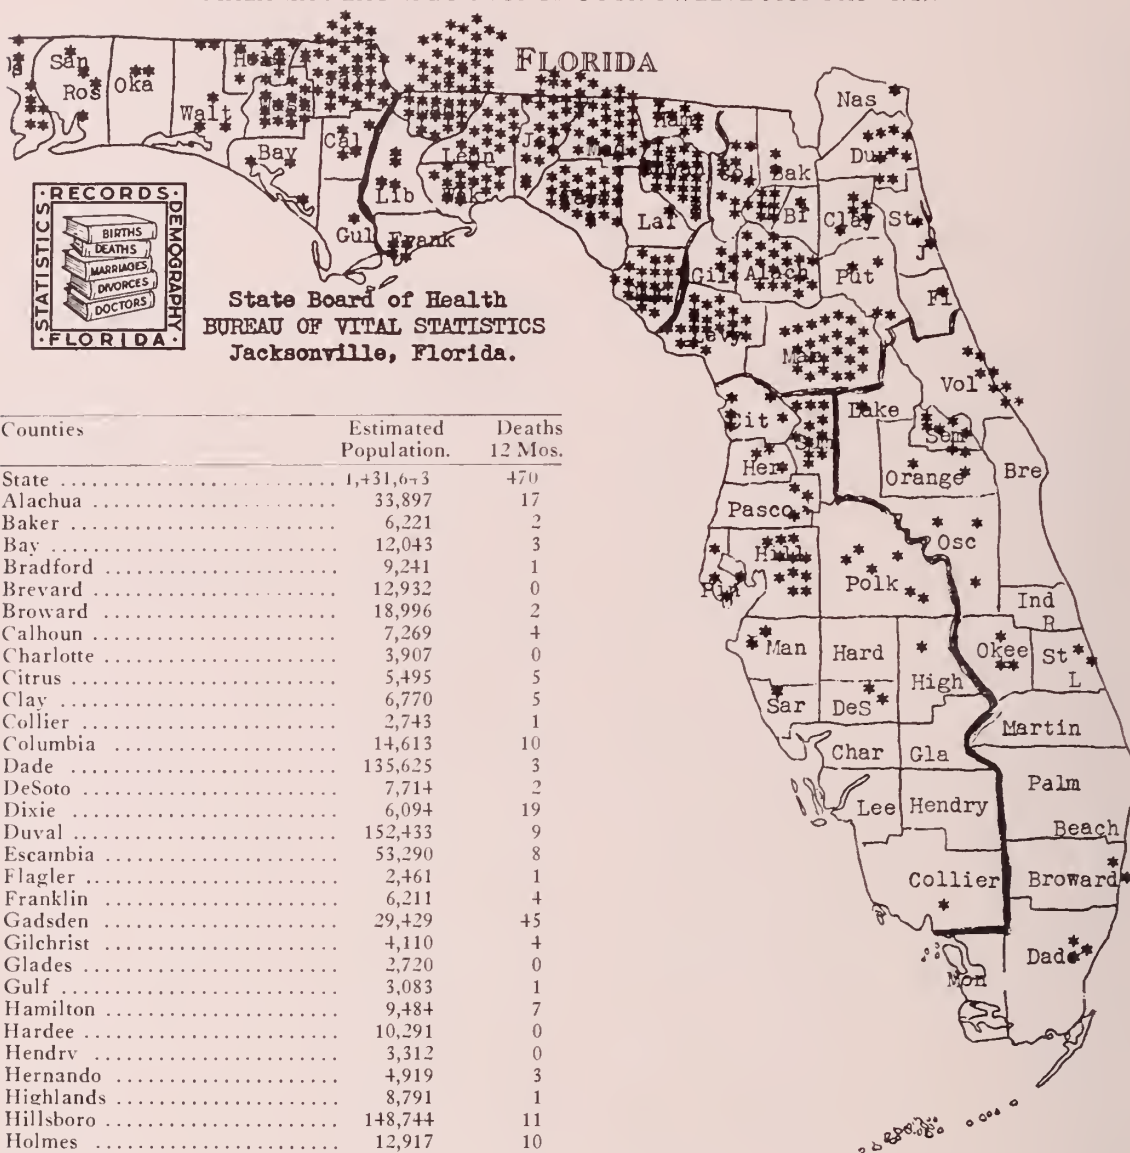 FLORIDA
San
Ros
Oka
Walt
Bay
Cal
Lib
Gul
Frank
Leon
Laf
Gil
Alach
Levy
Bak
Bf
Nas
Du
Clay
St
J
Put
Fl
Mar
Vol
Cit
Lake
Sem
Her
Orange
Bre
Pasco
Hill
Pin
Polk
Osc
Ind
R
Man
Hard
High
Okee
St
L
Sar
DeS
Martin
Char
Gla
Palm
Beach
Lee
Hendry
Collier
Broward
Dade
Mon
RECORDS
DEMOGRAPHY
FLORIDA
STATISTICS
BIRTHS
DEATHS
MARRIAGES
DIVORCES
DOCTORS
State Board of Health
BUREAU OF VITAL STATISTICS
Jacksonville, Florida.
Counties Estimated Deaths
Population. 12 Mos.
State 1,431,643 470
Alachua 33,897 17
Baker 6,221 2
Bay 12,043 3
Bradford 9,241 1
Brevard 12,932 0
Broward 18,996 2
Calhoun 7,269 4
Charlotte 3,907 0
Citrus 5,495 5
Clay 6,770 5
Collier 2,743 1
Columbia 14,613 10
Dade 135,625 3
DeSoto 7,714 2
Dixie 6,094 19
Duval 152,433 9
Escambia 53,290 8
Flagler 2,461 1
Franklin 6,211 4
Gadsden 29,429 45
Gilchrist 4,110 4
Glades 2,720 0
Gulf 3,083 1
Hamilton 9,484 7
Hardee 10,291 0
Hendry 3,312 0
Hernando 4,919 3
Highlands 8,791 1
Hillsboro 148,744 11
Holmes 12,917 10